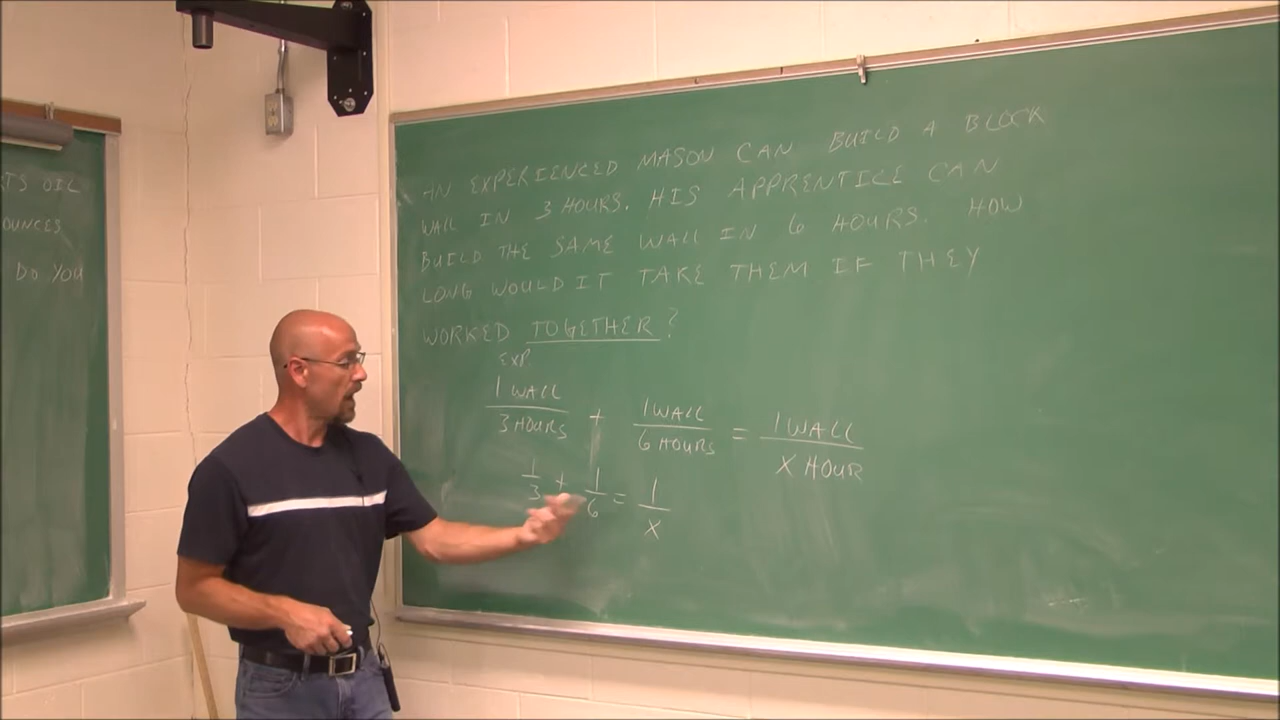 TS OIL
OUNCES
DO YOU
AN EXPERIENCED MASON CAN BUILD A BLOCK
WALL IN 3 HOURS. HIS APPRENTICE CAN
BUILD THE SAME WALL IN 6 HOURS. HOW
LONG WOULD IT TAKE THEM IF THEY
WORKED TOGETHER?
EXP
1 WALL / 3 HOURS + 1 WALL / 6 HOURS = 1 WALL / X HOUR
1/3 + 1/6 = 1/X